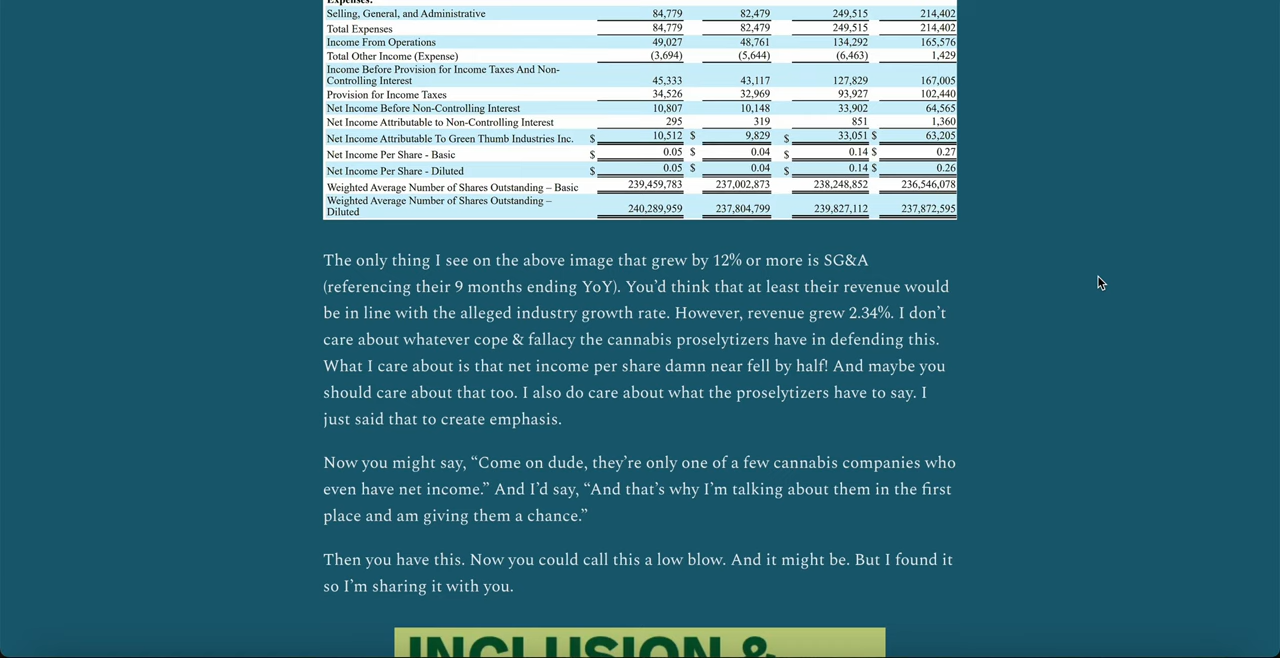 Expenses:
Selling, General, and Administrative 84,779 82,479 249,515 214,402
Total Expenses 84,779 82,479 249,515 214,402
Income From Operations 49,027 48,761 134,292 165,576
Total Other Income (Expense) (3,694) (5,644) (6,463) 1,429
Income Before Provision for Income Taxes And Non-
Controlling Interest 45,333 43,117 127,829 167,005
Provision for Income Taxes 34,526 32,969 93,927 102,440
Net Income Before Non-Controlling Interest 10,807 10,148 33,902 64,565
Net Income Attributable to Non-Controlling Interest 295 319 851 1,360
Net Income Attributable To Green Thumb Industries Inc. $ 10,512 $ 9,829 $ 33,051 $ 63,205
Net Income Per Share - Basic $ 0.05 $ 0.04 $ 0.14 $ 0.27
Net Income Per Share - Diluted $ 0.05 $ 0.04 $ 0.14 $ 0.26
Weighted Average Number of Shares Outstanding – Basic 239,459,783 237,002,873 238,248,852 236,546,078
Weighted Average Number of Shares Outstanding –
Diluted 240,289,959 237,804,799 239,827,112 237,872,595
The only thing I see on the above image that grew by 12% or more is SG&A
(referencing their 9 months ending YoY). You’d think that at least their revenue would
be in line with the alleged industry growth rate. However, revenue grew 2.34%. I don’t
care about whatever cope & fallacy the cannabis proselytizers have in defending this.
What I care about is that net income per share damn near fell by half! And maybe you
should care about that too. I also do care about what the proselytizers have to say. I
just said that to create emphasis.
Now you might say, “Come on dude, they’re only one of a few cannabis companies who
even have net income.” And I’d say, “And that’s why I’m talking about them in the first
place and am giving them a chance.”
Then you have this. Now you could call this a low blow. And it might be. But I found it
so I’m sharing it with you.
INCLUSION &